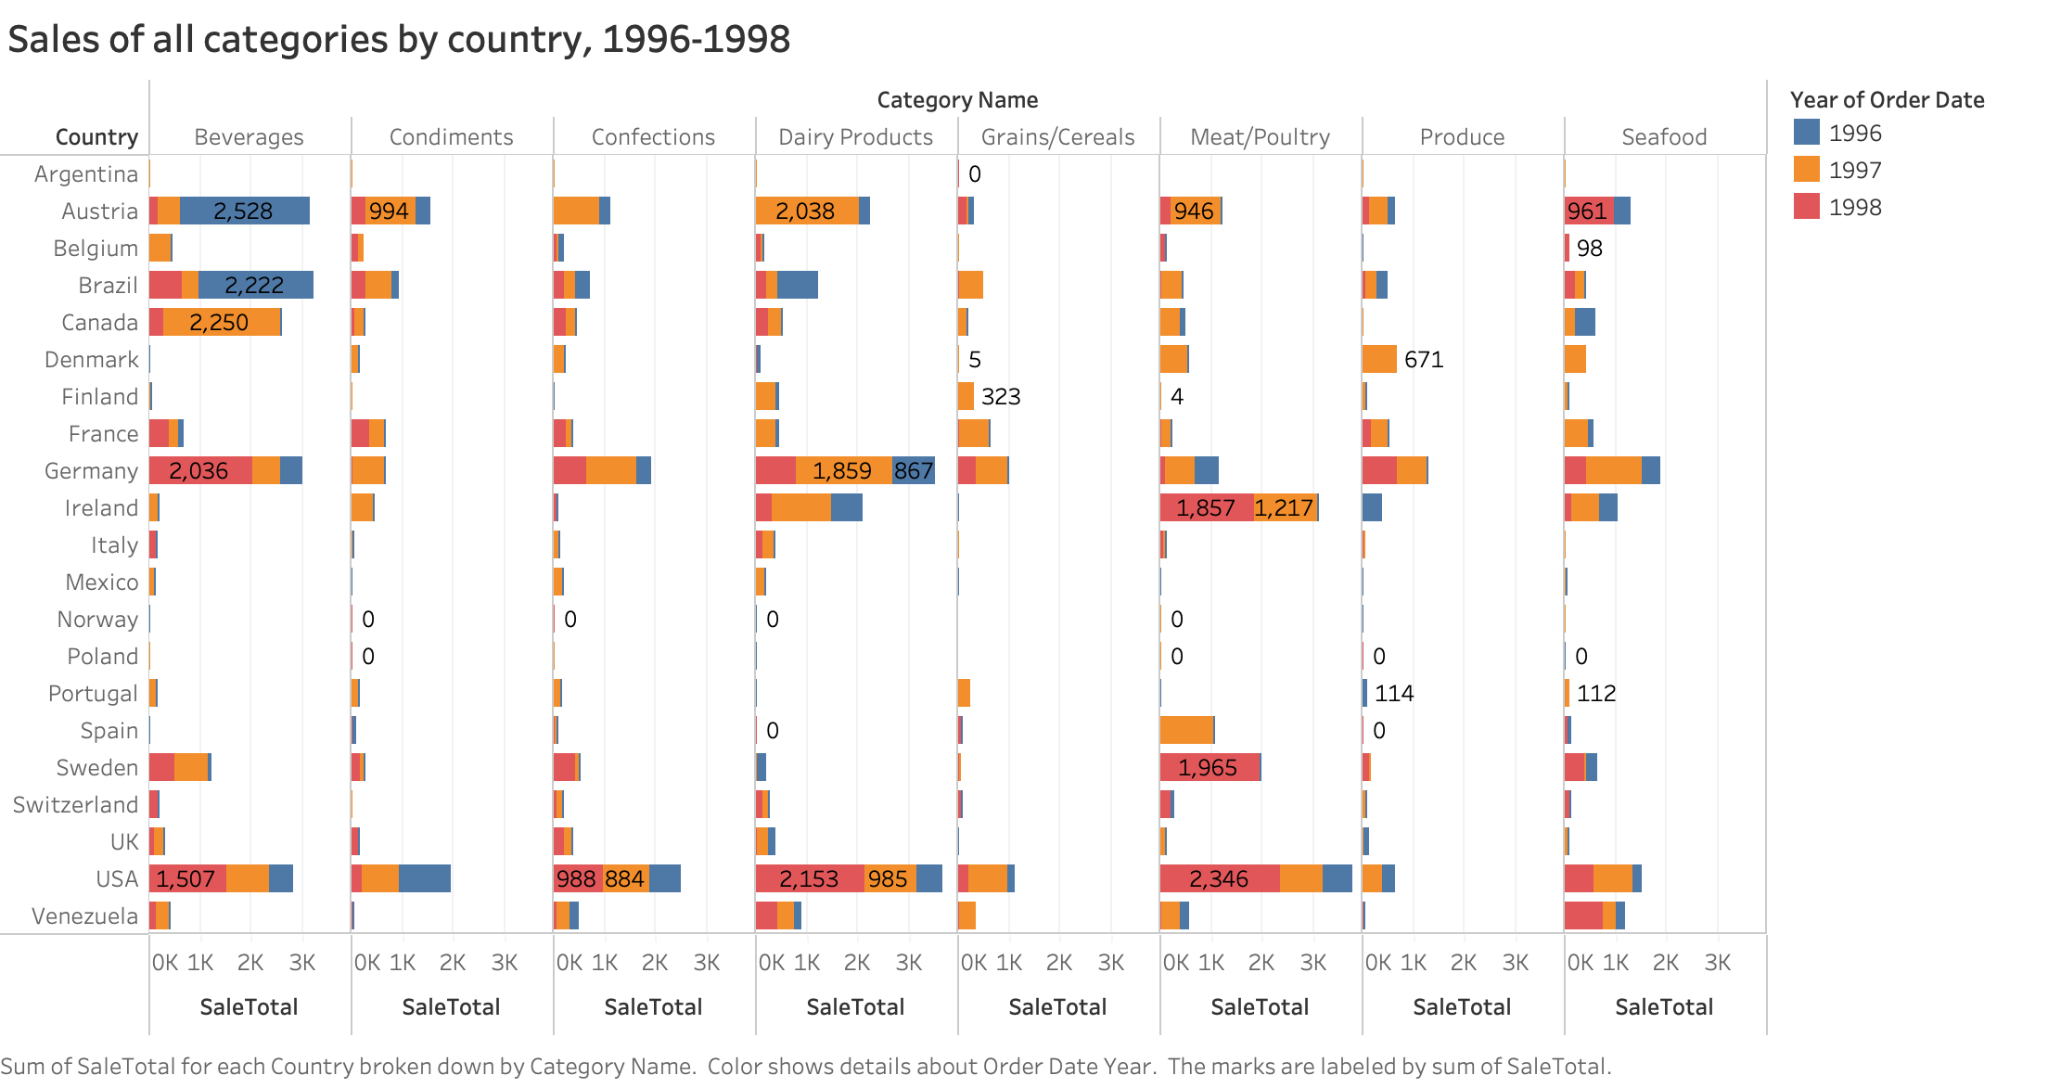 Sales of all categories by country, 1996-1998
Category Name
Year of Order Date
Country Beverages Condiments Confections Dairy Products Grains/Cereals Meat/Poultry Produce Seafood
1996
1997
1998
Argentina 0
Austria 2,528 994 2,038 946 961
Belgium 98
Brazil 2,222
Canada 2,250
Denmark 5 671
Finland 323 4
France
Germany 2,036 1,859 867
Ireland 1,857 1,217
Italy
Mexico
Norway 0 0 0 0
Poland 0 0 0 0
Portugal 114 112
Spain 0 0
Sweden 1,965
Switzerland
UK
USA 1,507 988 884 2,153 985 2,346
Venezuela
0K 1K 2K 3K 0K 1K 2K 3K 0K 1K 2K 3K 0K 1K 2K 3K 0K 1K 2K 3K 0K 1K 2K 3K 0K 1K 2K 3K 0K 1K 2K 3K
SaleTotal SaleTotal SaleTotal SaleTotal SaleTotal SaleTotal SaleTotal SaleTotal
Sum of SaleTotal for each Country broken down by Category Name.  Color shows details about Order Date Year.  The marks are labeled by sum of SaleTotal.